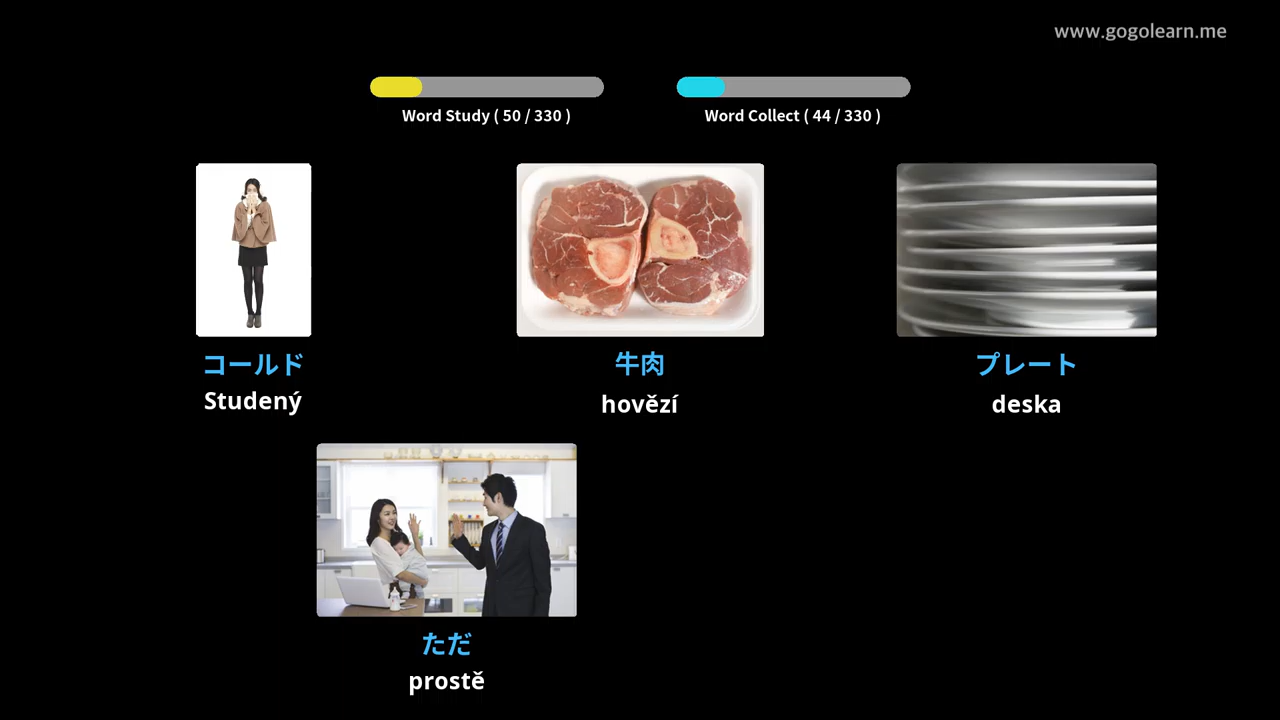 www.gogolearn.me
Word Study ( 50 / 330 )
Word Collect ( 44 / 330 )
コールド
Studený
牛肉
hovězí
プレート
deska
ただ
prostě